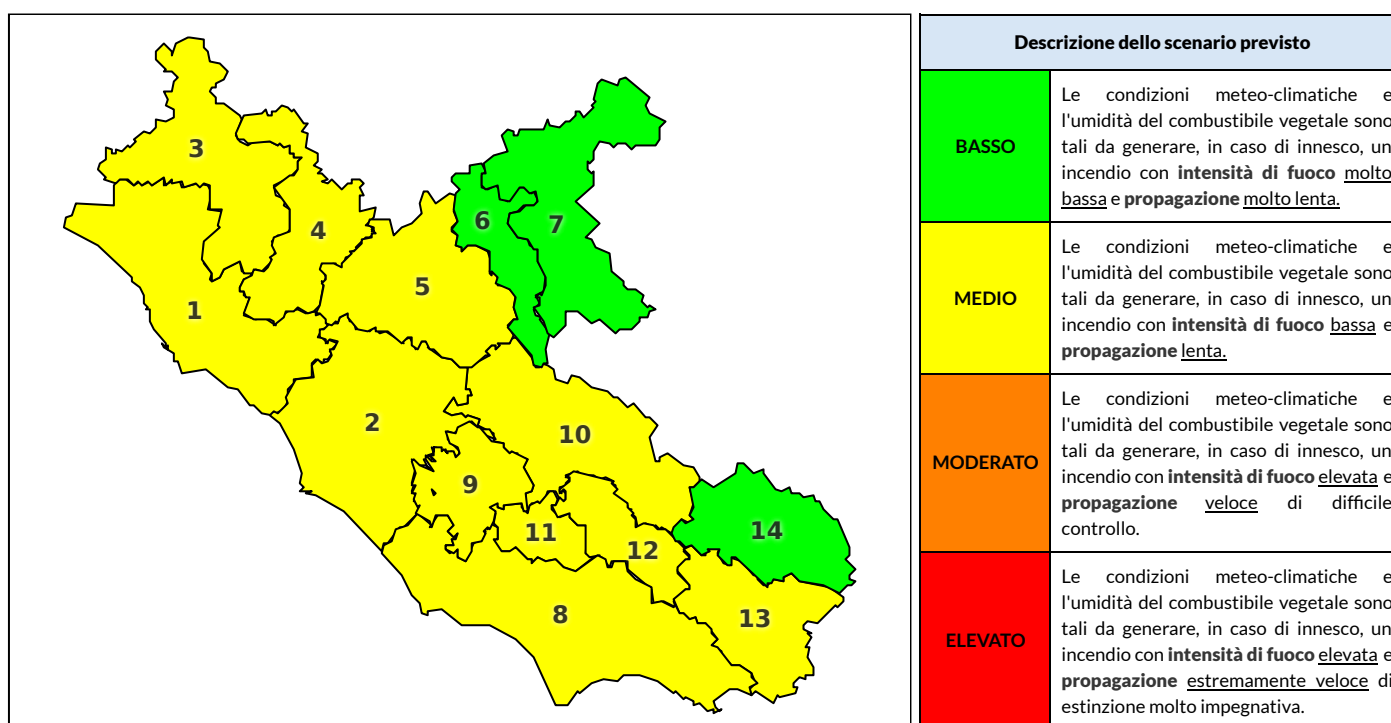 3
4
6
7
5
1
2
10
9
11
12
14
8
13
Descrizione dello scenario previsto
BASSO
Le condizioni meteo-climatiche e
l'umidità del combustibile vegetale sono
tali da generare, in caso di innesco, un
incendio con intensità di fuoco molto
bassa e propagazione molto lenta.
MEDIO
Le condizioni meteo-climatiche e
l'umidità del combustibile vegetale sono
tali da generare, in caso di innesco, un
incendio con intensità di fuoco bassa e
propagazione lenta.
MODERATO
Le condizioni meteo-climatiche e
l'umidità del combustibile vegetale sono
tali da generare, in caso di innesco, un
incendio con intensità di fuoco elevata e
propagazione veloce di difficile
controllo.
ELEVATO
Le condizioni meteo-climatiche e
l'umidità del combustibile vegetale sono
tali da generare, in caso di innesco, un
incendio con intensità di fuoco elevata e
propagazione estremamente veloce di
estinzione molto impegnativa.